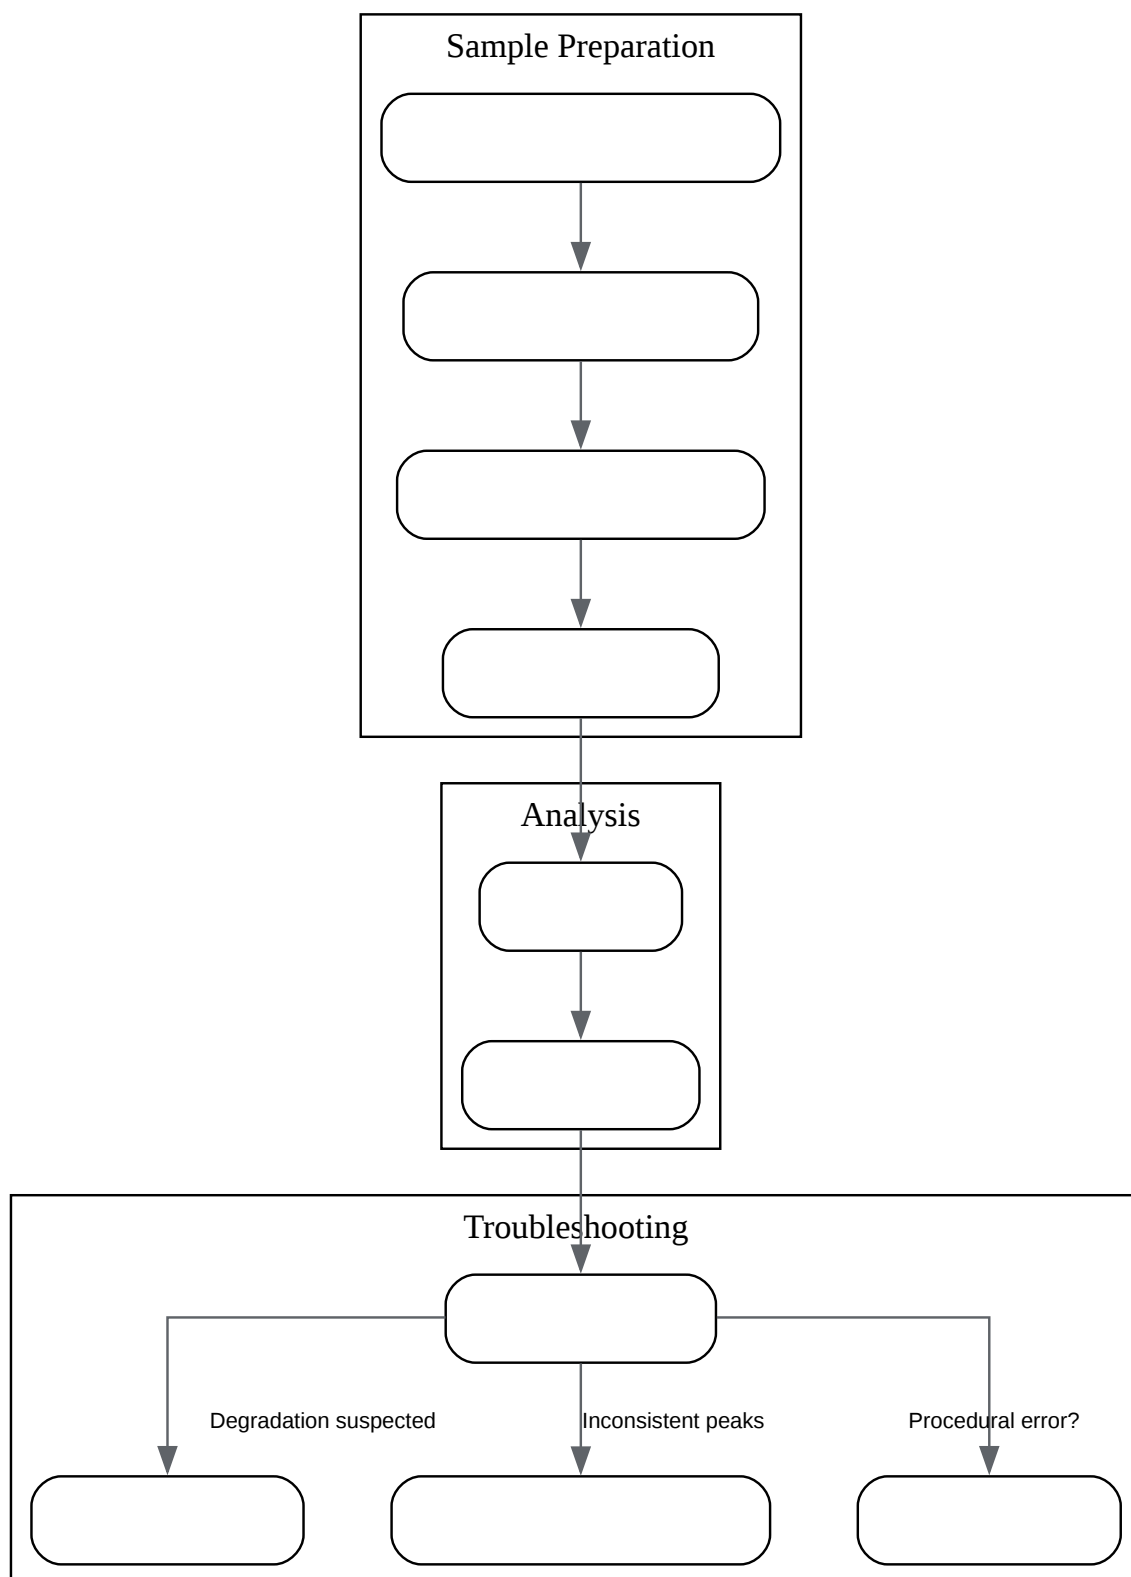 Sample Preparation
Analysis
Troubleshooting
Degradation suspected
Inconsistent peaks
Procedural error?